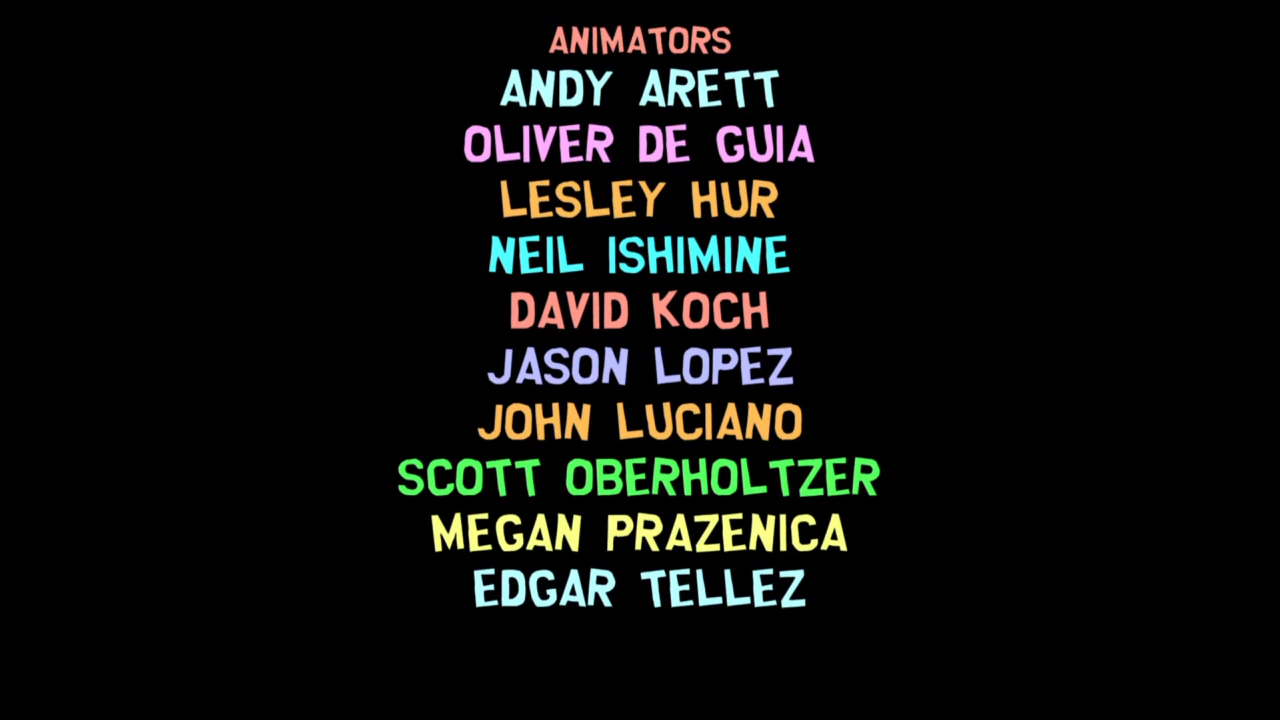 ANIMATORS
ANDY ARETT
OLIVER DE GUIA
LESLEY HUR
NEIL ISHIMINE
DAVID KOCH
JASON LOPEZ
JOHN LUCIANO
SCOTT OBERHOLTZER
MEGAN PRAZENICA
EDGAR TELLEZ